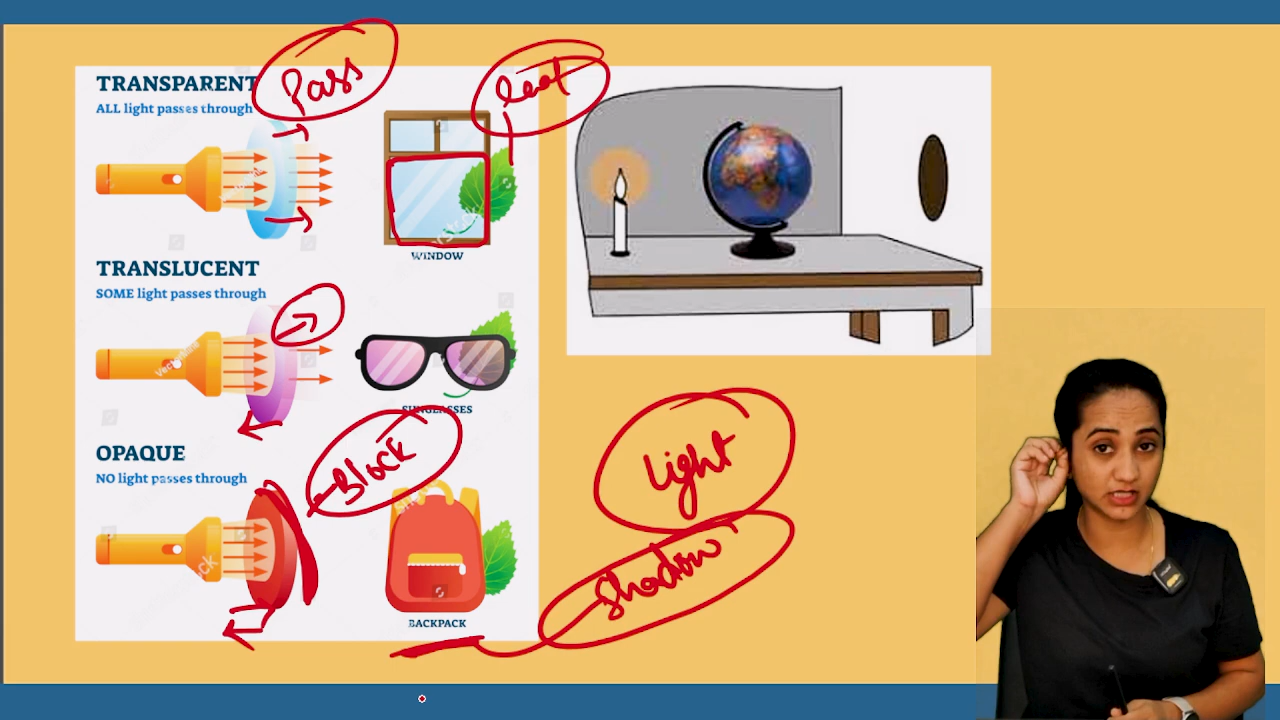 TRANSPARENT
ALL light passes through
Pass
leaf
WINDOW
TRANSLUCENT
SOME light passes through
SUNGLASSES
OPAQUE
NO light passes through
Block
BACKPACK
Light
Shadow